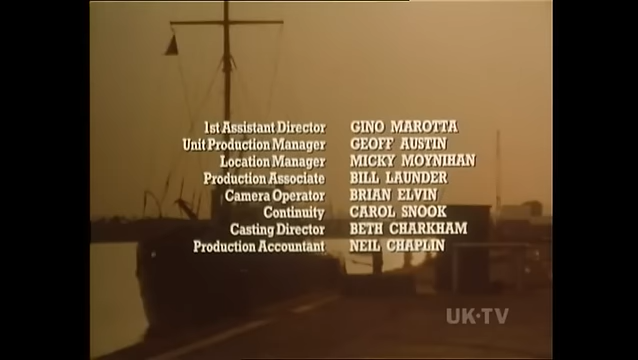 1st Assistant Director GINO MAROTTA
Unit Production Manager GEOFF AUSTIN
Location Manager MICKY MOYNIHAN
Production Associate BILL LAUNDER
Camera Operator BRIAN ELVIN
Continuity CAROL SNOOK
Casting Director BETH CHARKHAM
Production Accountant NEIL CHAPLIN
UK•TV